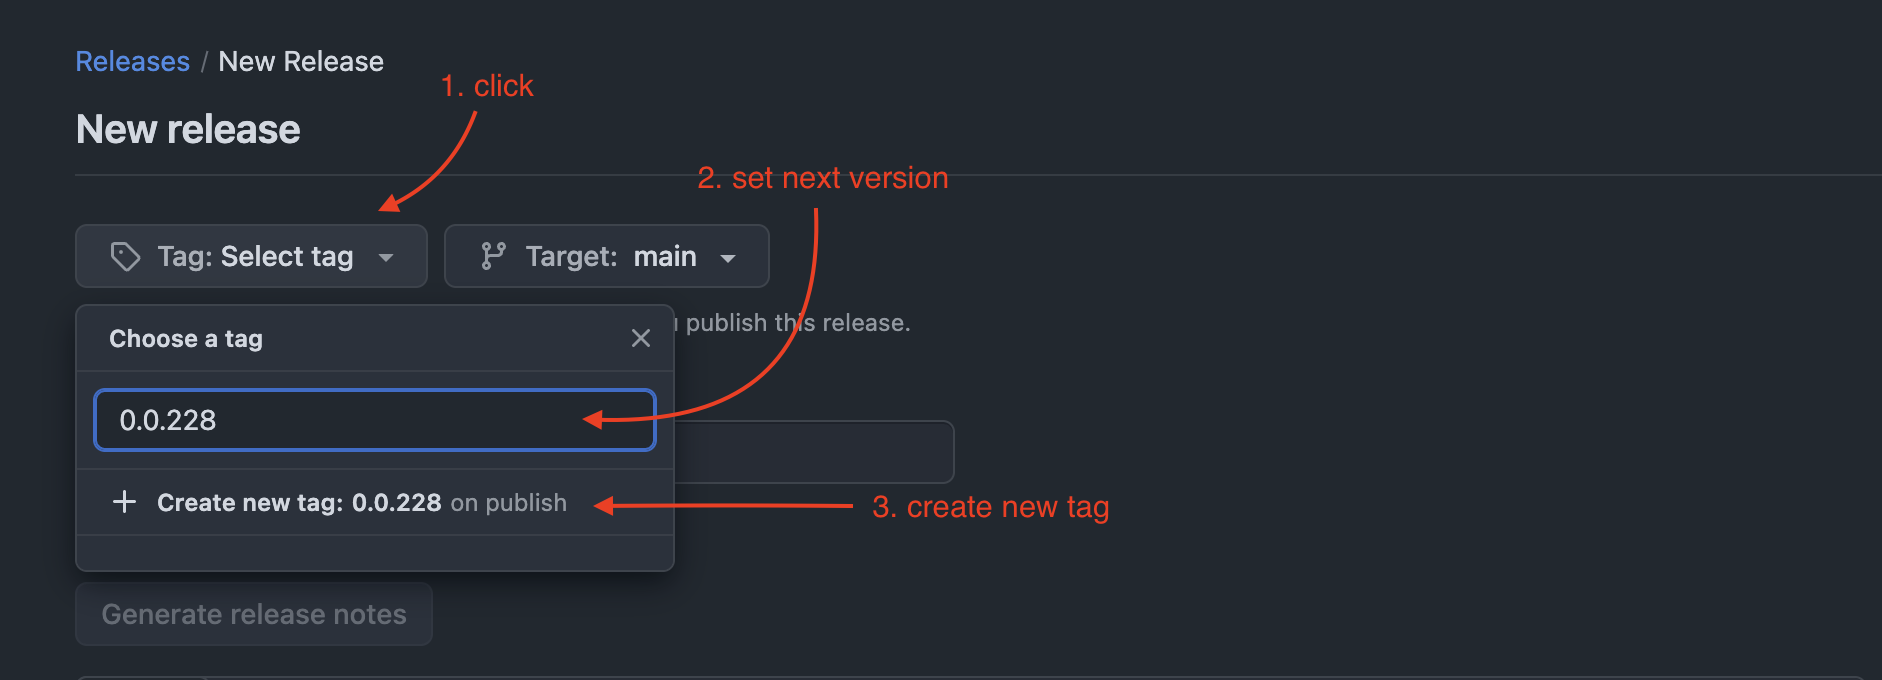 Releases / New Release
1. click
New release
2. set next version
Tag: Select tag
Target: main
Choose a tag
publish this release.
0.0.228
Create new tag: 0.0.228 on publish
3. create new tag
Generate release notes